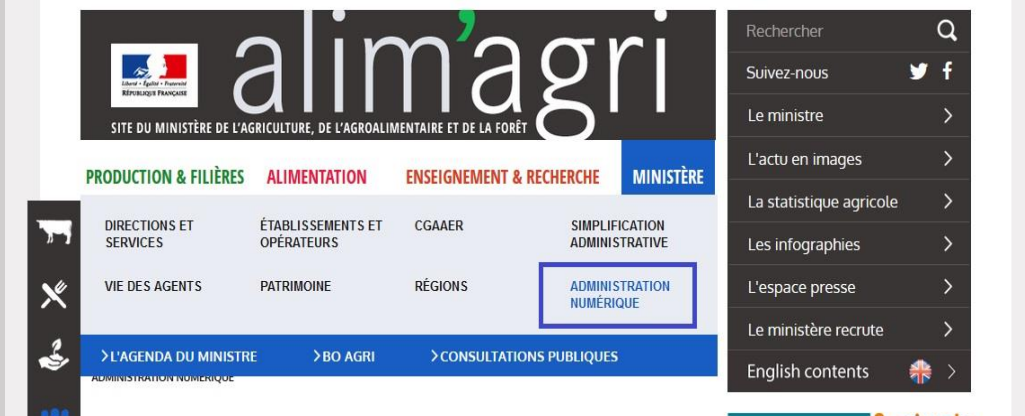 alim'agri
Liberté • Égalité • Fraternité
RÉPUBLIQUE FRANÇAISE
SITE DU MINISTÈRE DE L'AGRICULTURE, DE L'AGROALIMENTAIRE ET DE LA FORÊT
PRODUCTION & FILIÈRES ALIMENTATION ENSEIGNEMENT & RECHERCHE MINISTÈRE
DIRECTIONS ET
SERVICES
ÉTABLISSEMENTS ET
OPÉRATEURS
CGAAER
SIMPLIFICATION
ADMINISTRATIVE
VIE DES AGENTS
PATRIMOINE
RÉGIONS
ADMINISTRATION
NUMÉRIQUE
>L'AGENDA DU MINISTRE >BO AGRI >CONSULTATIONS PUBLIQUES
ADMINISTRATION NUMÉRIQUE
Rechercher
Suivez-nous
Le ministre
L'actu en images
La statistique agricole
Les infographies
L'espace presse
Le ministère recrute
English contents